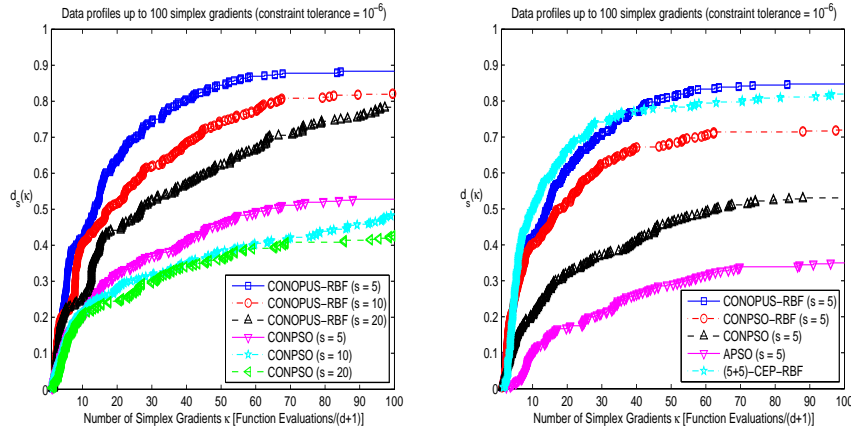 Data profiles up to 100 simplex gradients (constraint tolerance = 10^-6)
1
0.9
0.8
0.7
0.6
0.5
0.4
0.3
0.2
0.1
0
d_s(κ)
10 20 30 40 50 60 70 80 90 100
Number of Simplex Gradients κ [Function Evaluations/(d+1)]
CONOPUS-RBF (s = 5)
CONOPUS-RBF (s = 10)
CONOPUS-RBF (s = 20)
CONPSO (s = 5)
CONPSO (s = 10)
CONPSO (s = 20)
Data profiles up to 100 simplex gradients (constraint tolerance = 10^-6)
1
0.9
0.8
0.7
0.6
0.5
0.4
0.3
0.2
0.1
0
d_s(κ)
10 20 30 40 50 60 70 80 90 100
Number of Simplex Gradients κ [Function Evaluations/(d+1)]
CONOPUS-RBF (s = 5)
CONPSO-RBF (s = 5)
CONPSO (s = 5)
APSO (s = 5)
(5+5)-CEP-RBF